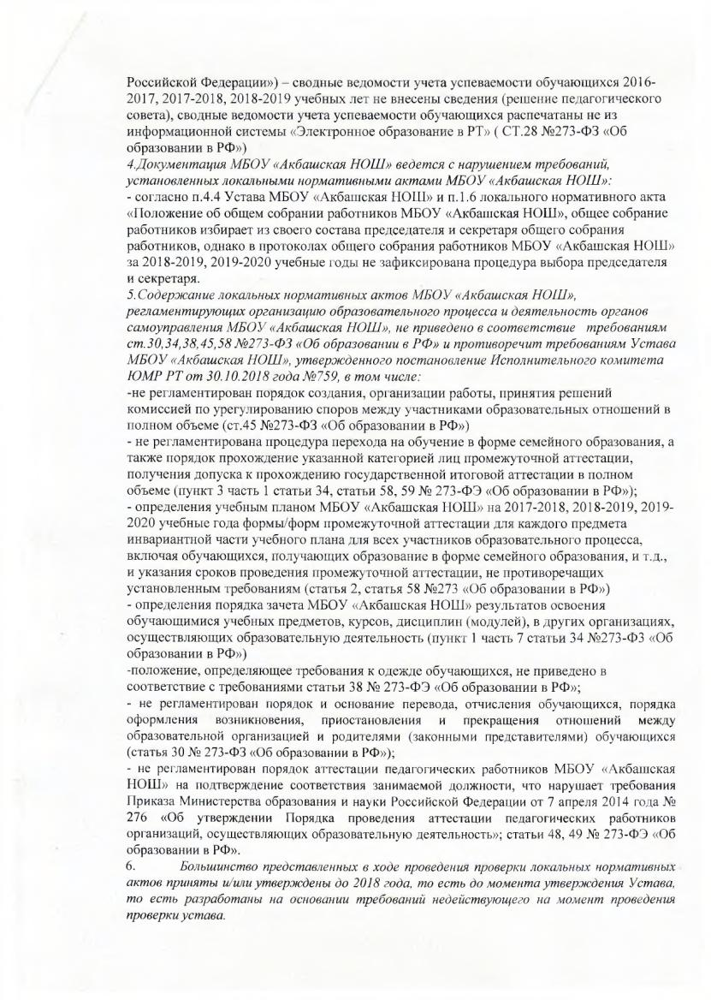 Российской Федерации») – сводные ведомости учета успеваемости обучающихся 2016-
2017, 2017-2018, 2018-2019 учебных лет не внесены сведения (решение педагогического
совета), сводные ведомости учета успеваемости обучающихся распечатаны не из
информационной системы «Электронное образование в РТ» ( СТ.28 №273-ФЗ «Об
образовании в РФ»)
4.Документация МБОУ «Акбашская НОШ» ведется с нарушением требований,
установленных локальными нормативными актами МБОУ «Акбашская НОШ»:
- согласно п.4.4 Устава МБОУ «Акбашская НОШ» и п.1.6 локального нормативного акта
«Положение об общем собрании работников МБОУ «Акбашская НОШ», общее собрание
работников избирает из своего состава председателя и секретаря общего собрания
работников, однако в протоколах общего собрания работников МБОУ «Акбашская НОШ»
за 2018-2019, 2019-2020 учебные годы не зафиксирована процедура выбора председателя
и секретаря.
5.Содержание локальных нормативных актов МБОУ «Акбашская НОШ»,
регламентирующих организацию образовательного процесса и деятельность органов
самоуправления МБОУ «Акбашская НОШ», не приведено в соответствие требованиям
ст.30,34,38,45,58 №273-ФЗ «Об образовании в РФ» и противоречит требованиям Устава
МБОУ «Акбашская НОШ», утвержденного постановление Исполнительного комитета
ЮМР РТ от 30.10.2018 года №759, в том числе:
-не регламентирован порядок создания, организации работы, принятия решений
комиссией по урегулированию споров между участниками образовательных отношений в
полном объеме (ст.45 №273-ФЗ «Об образовании в РФ»)
- не регламентирована процедура перехода на обучение в форме семейного образования, а
также порядок прохождение указанной категорией лиц промежуточной аттестации,
получения допуска к прохождению государственной итоговой аттестации в полном
объеме (пункт 3 часть 1 статьи 34, статьи 58, 59 № 273-ФЭ «Об образовании в РФ»);
- определения учебным планом МБОУ «Акбашская НОШ» на 2017-2018, 2018-2019, 2019-
2020 учебные года формы/форм промежуточной аттестации для каждого предмета
инвариантной части учебного плана для всех участников образовательного процесса,
включая обучающихся, получающих образование в форме семейного образования, и т.д.,
и указания сроков проведения промежуточной аттестации, не противоречащих
установленным требованиям (статья 2, статья 58 №273 «Об образовании в РФ»)
- определения порядка зачета МБОУ «Акбашская НОШ» результатов освоения
обучающимися учебных предметов, курсов, дисциплин (модулей), в других организациях,
осуществляющих образовательную деятельность (пункт 1 часть 7 статьи 34 №273-ФЗ «Об
образовании в РФ»)
-положение, определяющее требования к одежде обучающихся, не приведено в
соответствие с требованиями статьи 38 № 273-ФЭ «Об образовании в РФ»;
- не регламентирован порядок и основание перевода, отчисления обучающихся, порядка
оформления возникновения, приостановления и прекращения отношений между
образовательной организацией и родителями (законными представителями) обучающихся
(статья 30 № 273-ФЗ «Об образовании в РФ»);
- не регламентирован порядок аттестации педагогических работников МБОУ «Акбашская
НОШ» на подтверждение соответствия занимаемой должности, что нарушает требования
Приказа Министерства образования и науки Российской Федерации от 7 апреля 2014 года №
276 «Об утверждении Порядка проведения аттестации педагогических работников
организаций, осуществляющих образовательную деятельность»; статьи 48, 49 № 273-ФЭ «Об
образовании в РФ».
6. Большинство представленных в ходе проведения проверки локальных нормативных
актов приняты и/или утверждены до 2018 года, то есть до момента утверждения Устава,
то есть разработаны на основании требований недействующего на момент проведения
проверки устава.